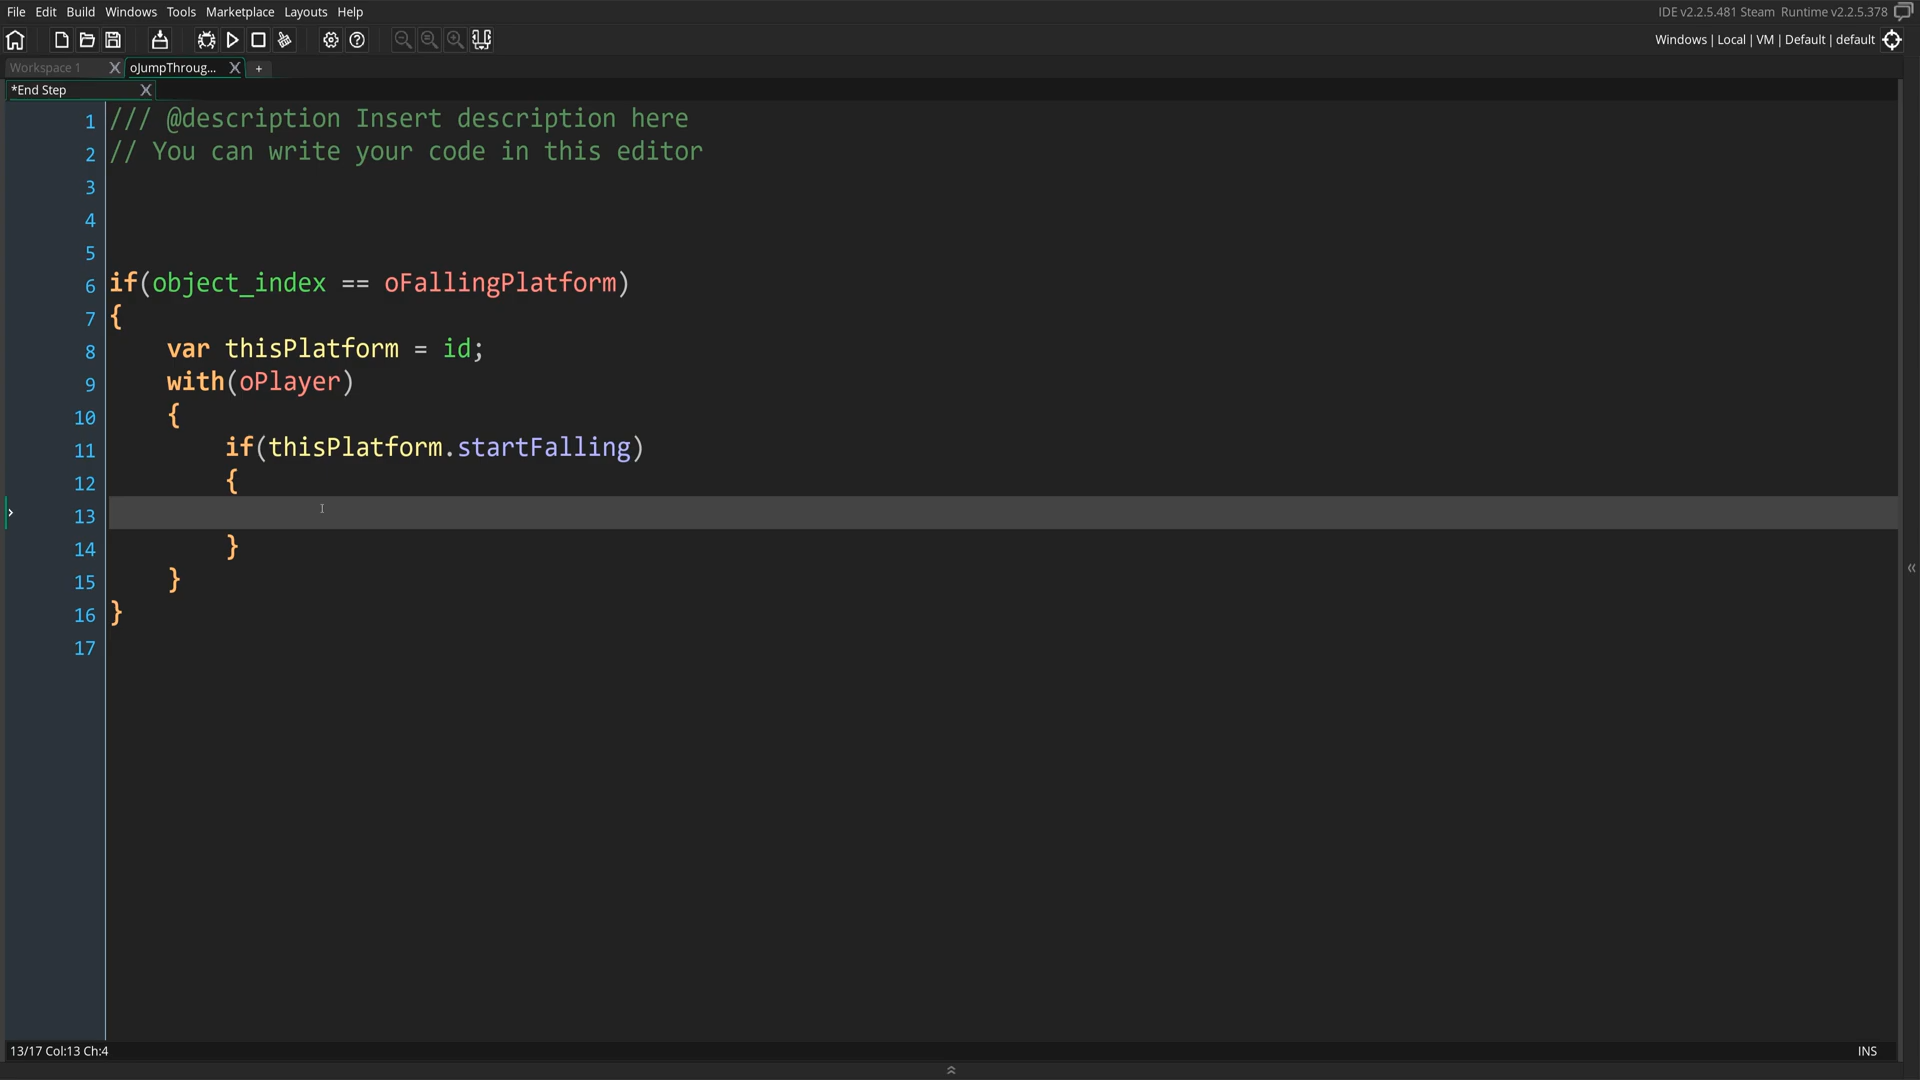 File Edit Build Windows Tools Marketplace Layouts Help
IDE v2.2.5.481 Steam Runtime v2.2.5.378
Windows | Local | VM | Default | default
Workspace 1 X oJumpThroug... X +
*End Step X
1 /// @description Insert description here
2 // You can write your code in this editor
3
4
5
6 if(object_index == oFallingPlatform)
7 {
8 var thisPlatform = id;
9 with(oPlayer)
10 {
11 if(thisPlatform.startFalling)
12 {
13
14 }
15 }
16 }
17
13/17 Col:13 Ch:4
INS